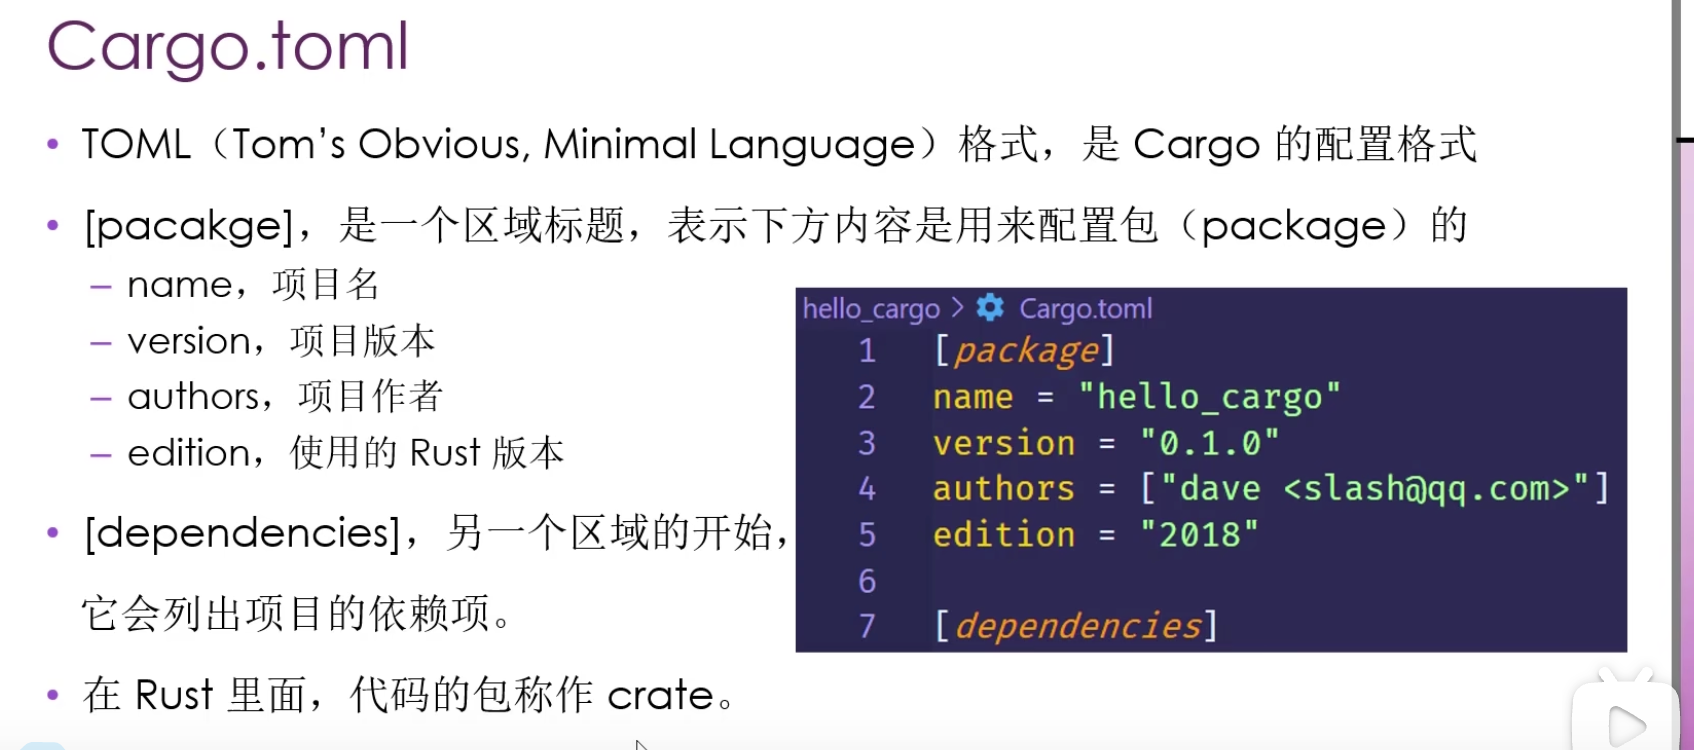 Cargo.toml
• TOML（Tom's Obvious, Minimal Language）格式，是 Cargo 的配置格式
• [pacakge]，是一个区域标题，表示下方内容是用来配置包（package）的
– name，项目名
– version，项目版本
– authors，项目作者
– edition，使用的 Rust 版本
• [dependencies]，另一个区域的开始，
它会列出项目的依赖项。
• 在 Rust 里面，代码的包称作 crate。
hello_cargo > Cargo.toml
1 [package]
2 name = "hello_cargo"
3 version = "0.1.0"
4 authors = ["dave <slash@qq.com>"]
5 edition = "2018"
6
7 [dependencies]